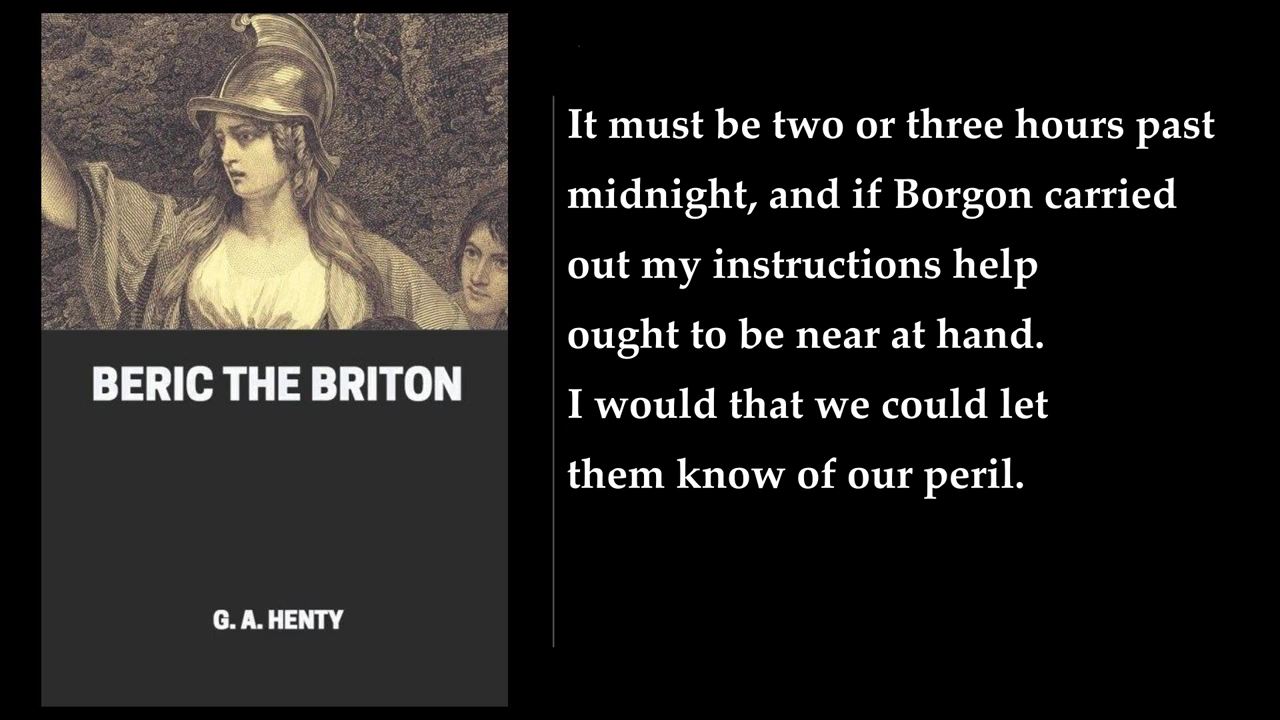 BERIC THE BRITON
G. A. HENTY
It must be two or three hours past
midnight, and if Borgon carried
out my instructions help
ought to be near at hand.
I would that we could let
them know of our peril.